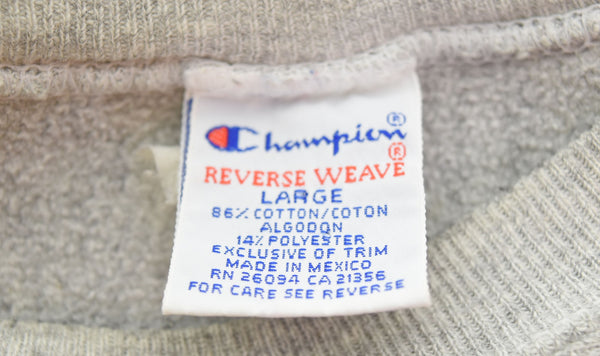 Champion®
REVERSE WEAVE®
LARGE
86% COTTON/COTON
ALGODON
14% POLYESTER
EXCLUSIVE OF TRIM
MADE IN MEXICO
RN 26094 CA 21356
FOR CARE SEE REVERSE